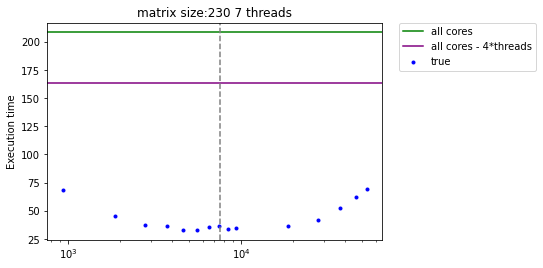 matrix size:230 7 threads
all cores
all cores - 4*threads
true
Execution time
200
175
150
125
100
75
50
25
10³
10⁴